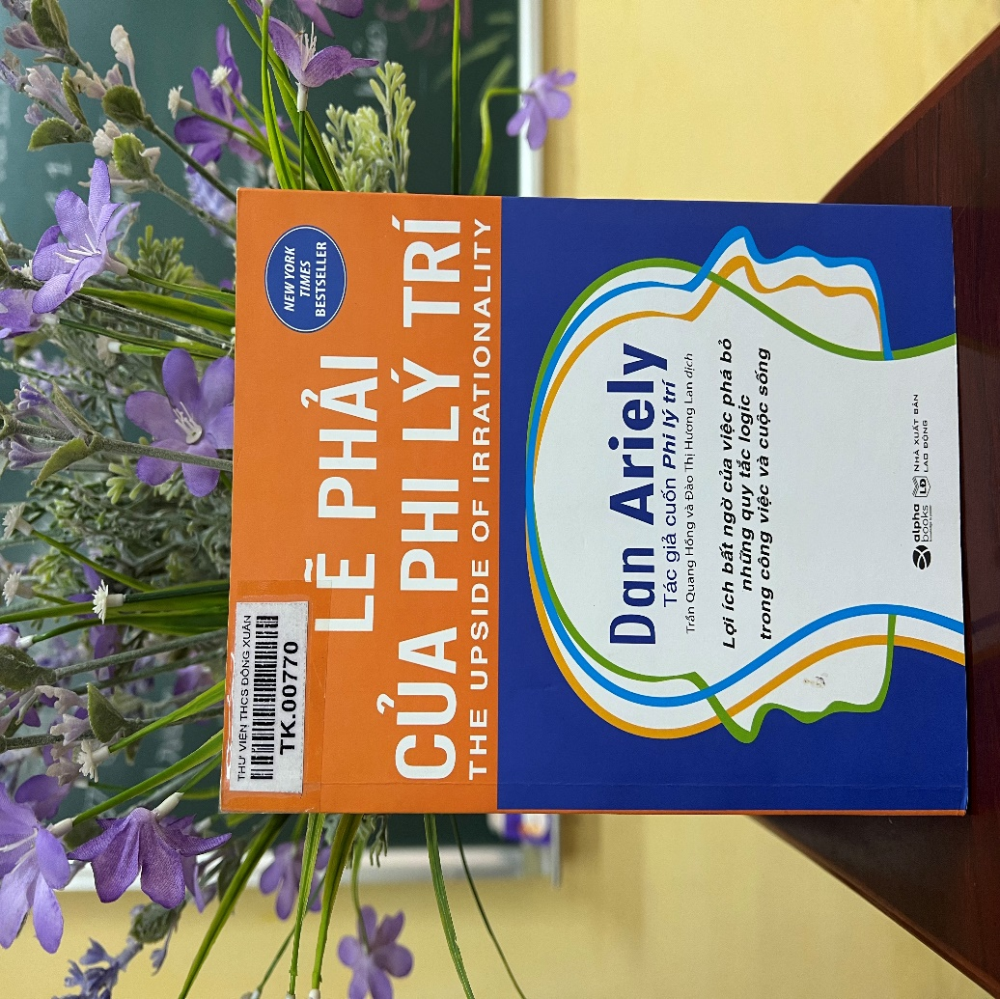 THƯ VIỆN THCS ĐÔNG XUÂN
TK.00770
NEW YORK
TIMES
BESTSELLER
LẼ PHẢI
CỦA PHI LÝ TRÍ
THE UPSIDE OF IRRATIONALITY
Dan Ariely
Tác giả cuốn Phi lý trí
Trần Quang Hồng và Đào Thị Hương Lan dịch
Lợi ích bất ngờ của việc phá bỏ
những quy tắc logic
trong công việc và cuộc sống
alpha
books
LĐ
NHÀ XUẤT BẢN
LAO ĐỘNG